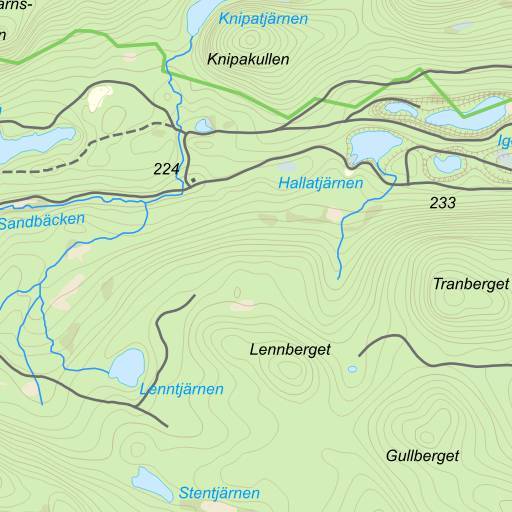 Knipatjärnen
Knipakullen
224
Hallatjärnen
233
Sandbäcken
Tranberget
Lennberget
Lenntjärnen
Gullberget
Stentjärnen